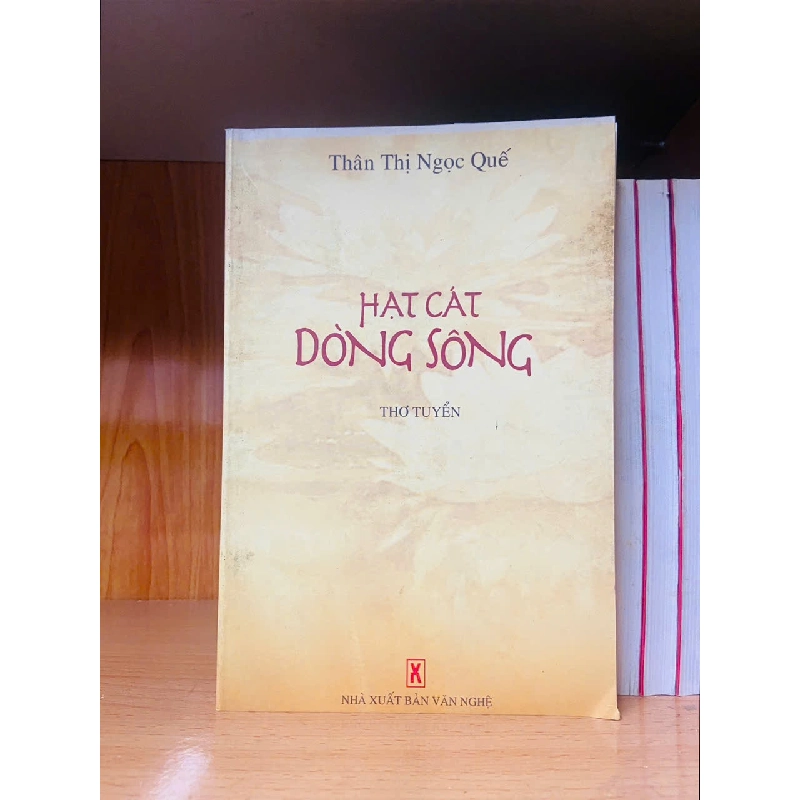 Thân Thị Ngọc Quế
HẠT CÁT
DÒNG SÔNG
THƠ TUYỂN
NHÀ XUẤT BẢN VĂN NGHỆ